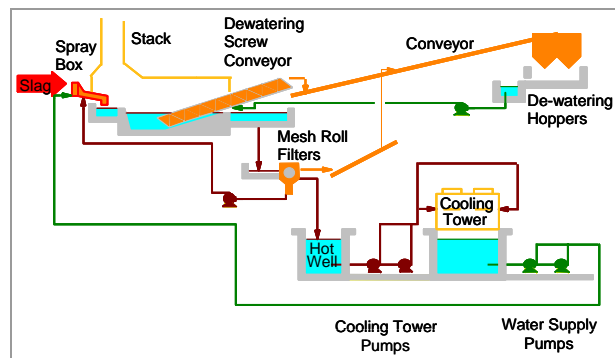 Spray
Box
Stack
Dewatering
Screw
Conveyor
Conveyor
Slag
De-watering
Hoppers
Mesh Roll
Filters
Cooling
Tower
Hot
Well
Cooling Tower
Pumps
Water Supply
Pumps